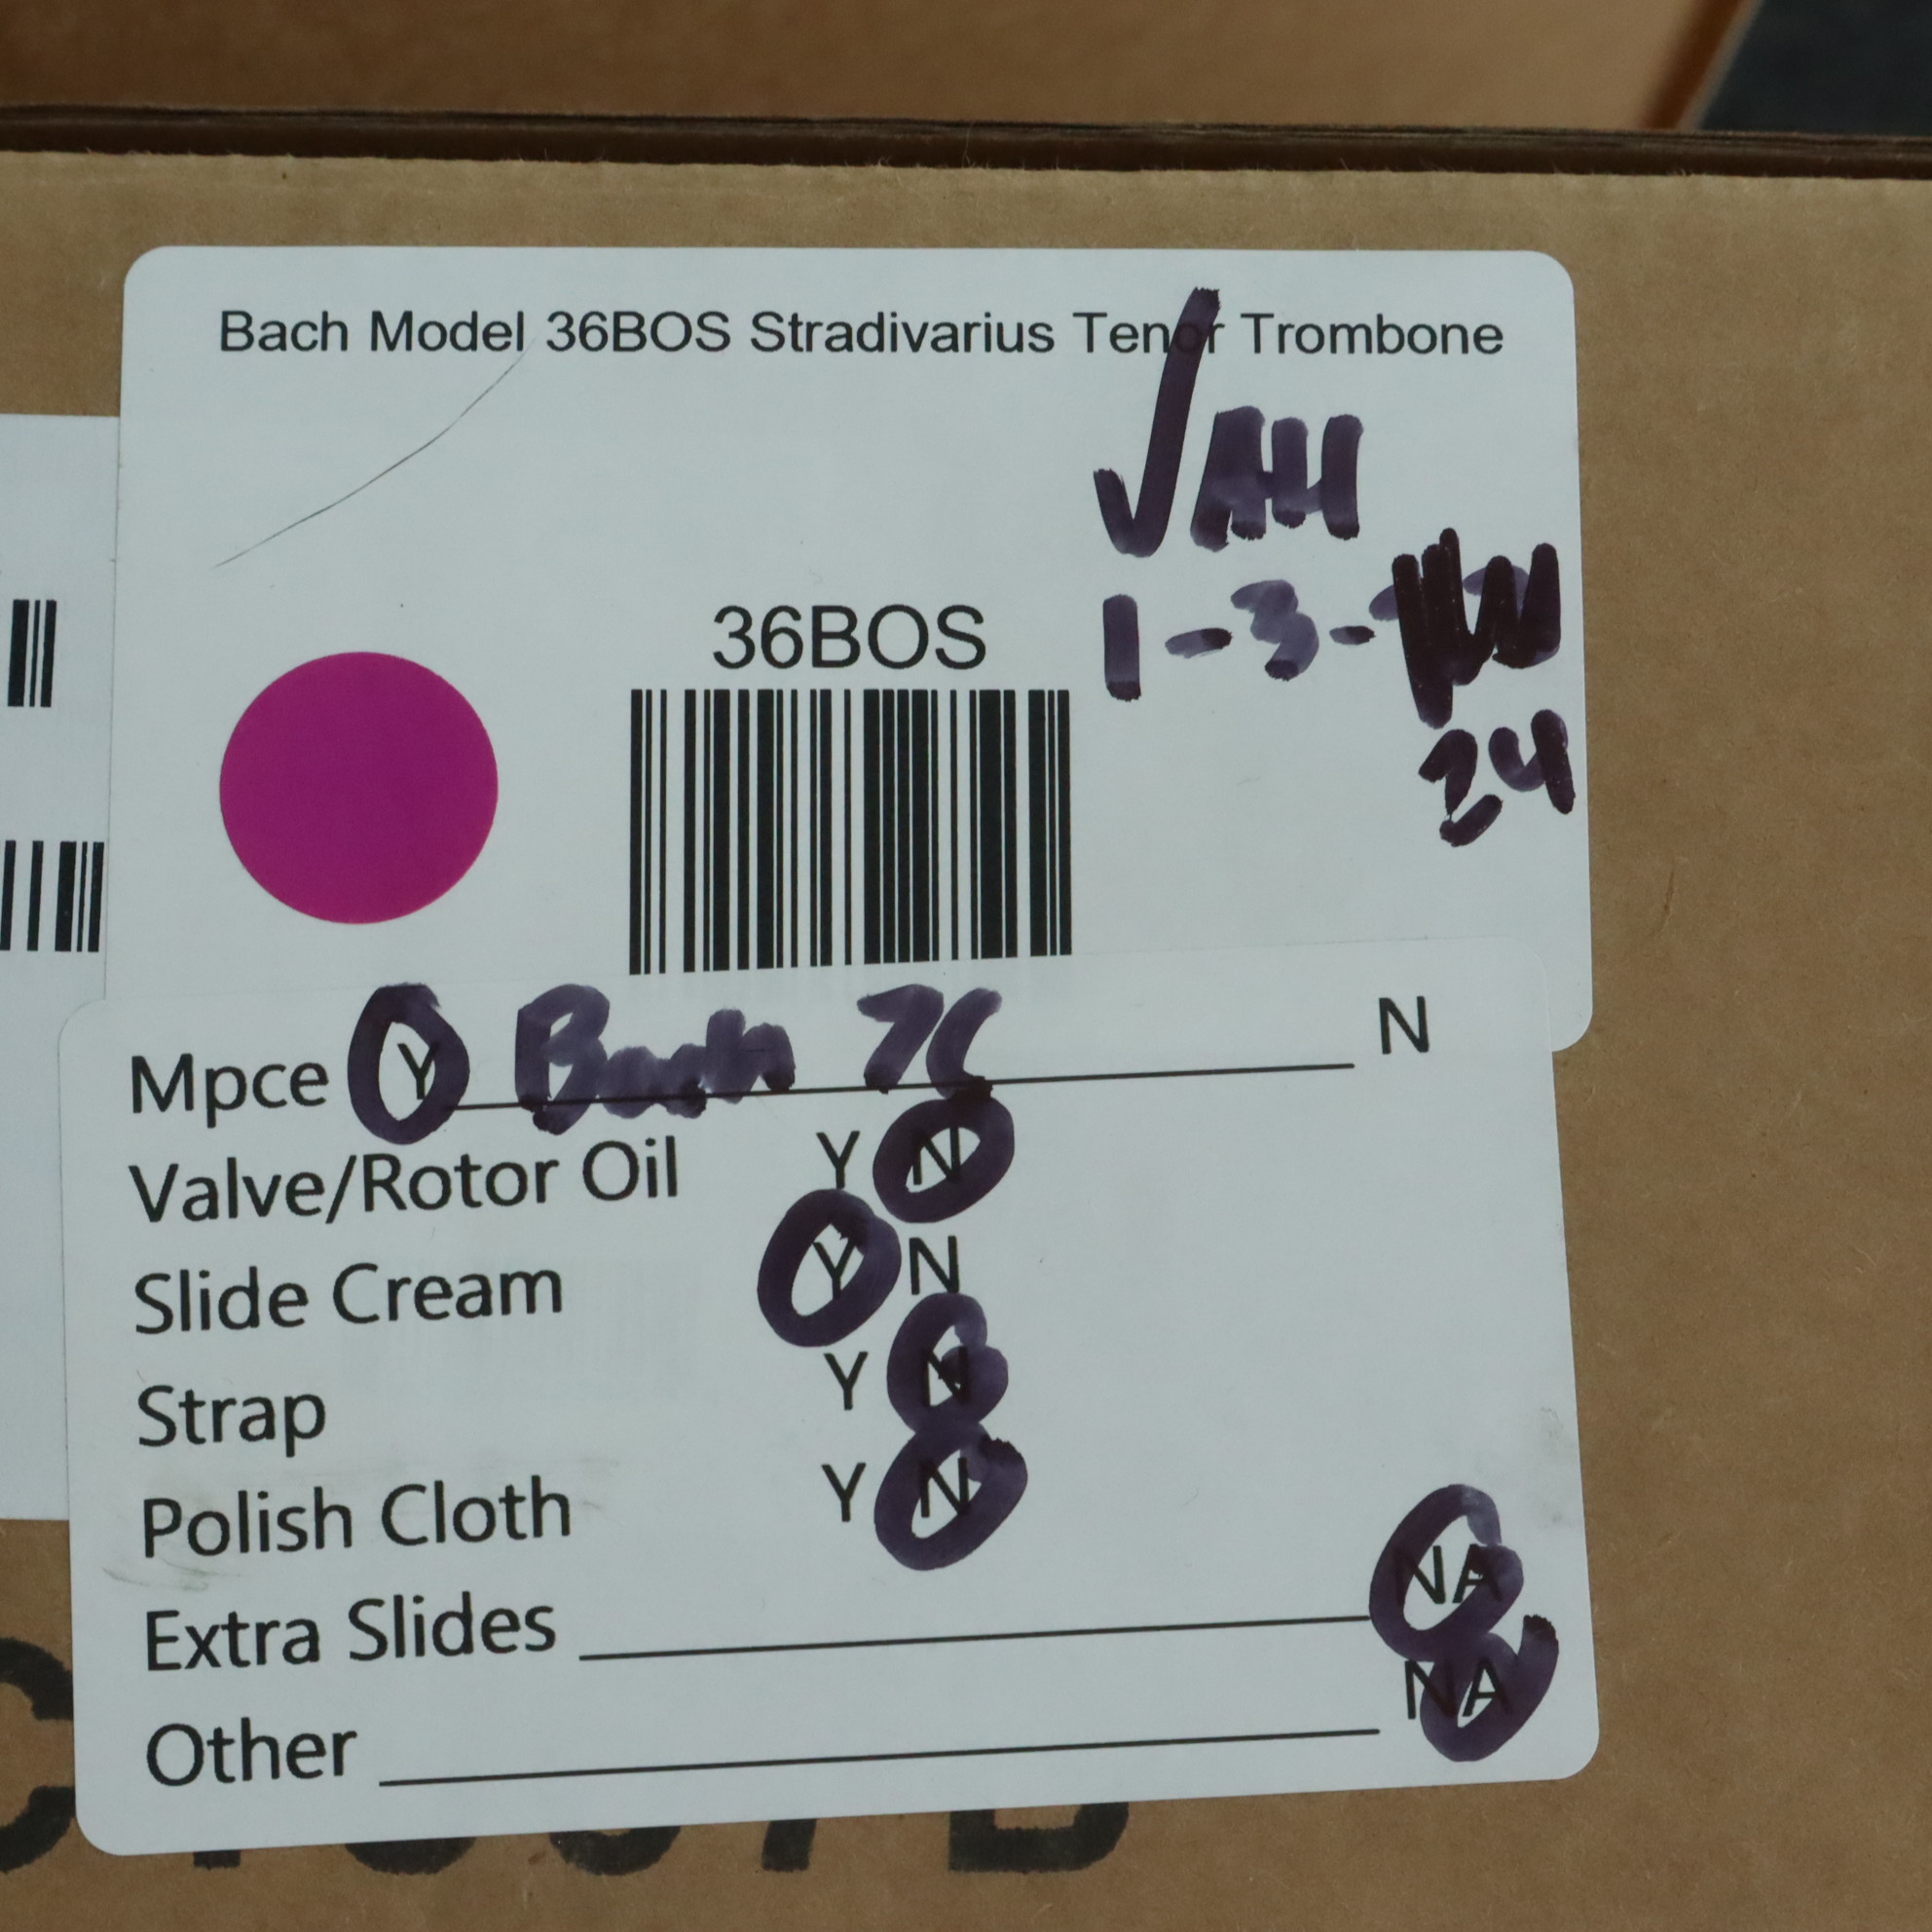 Bach Model 36BOS Stradivarius Tenor Trombone
√ AH
1-3-
24
36BOS
Mpce Y Bach 7C N
Valve/Rotor Oil Y N
Slide Cream Y N
Strap Y N
Polish Cloth Y N
Extra Slides NA
Other NA